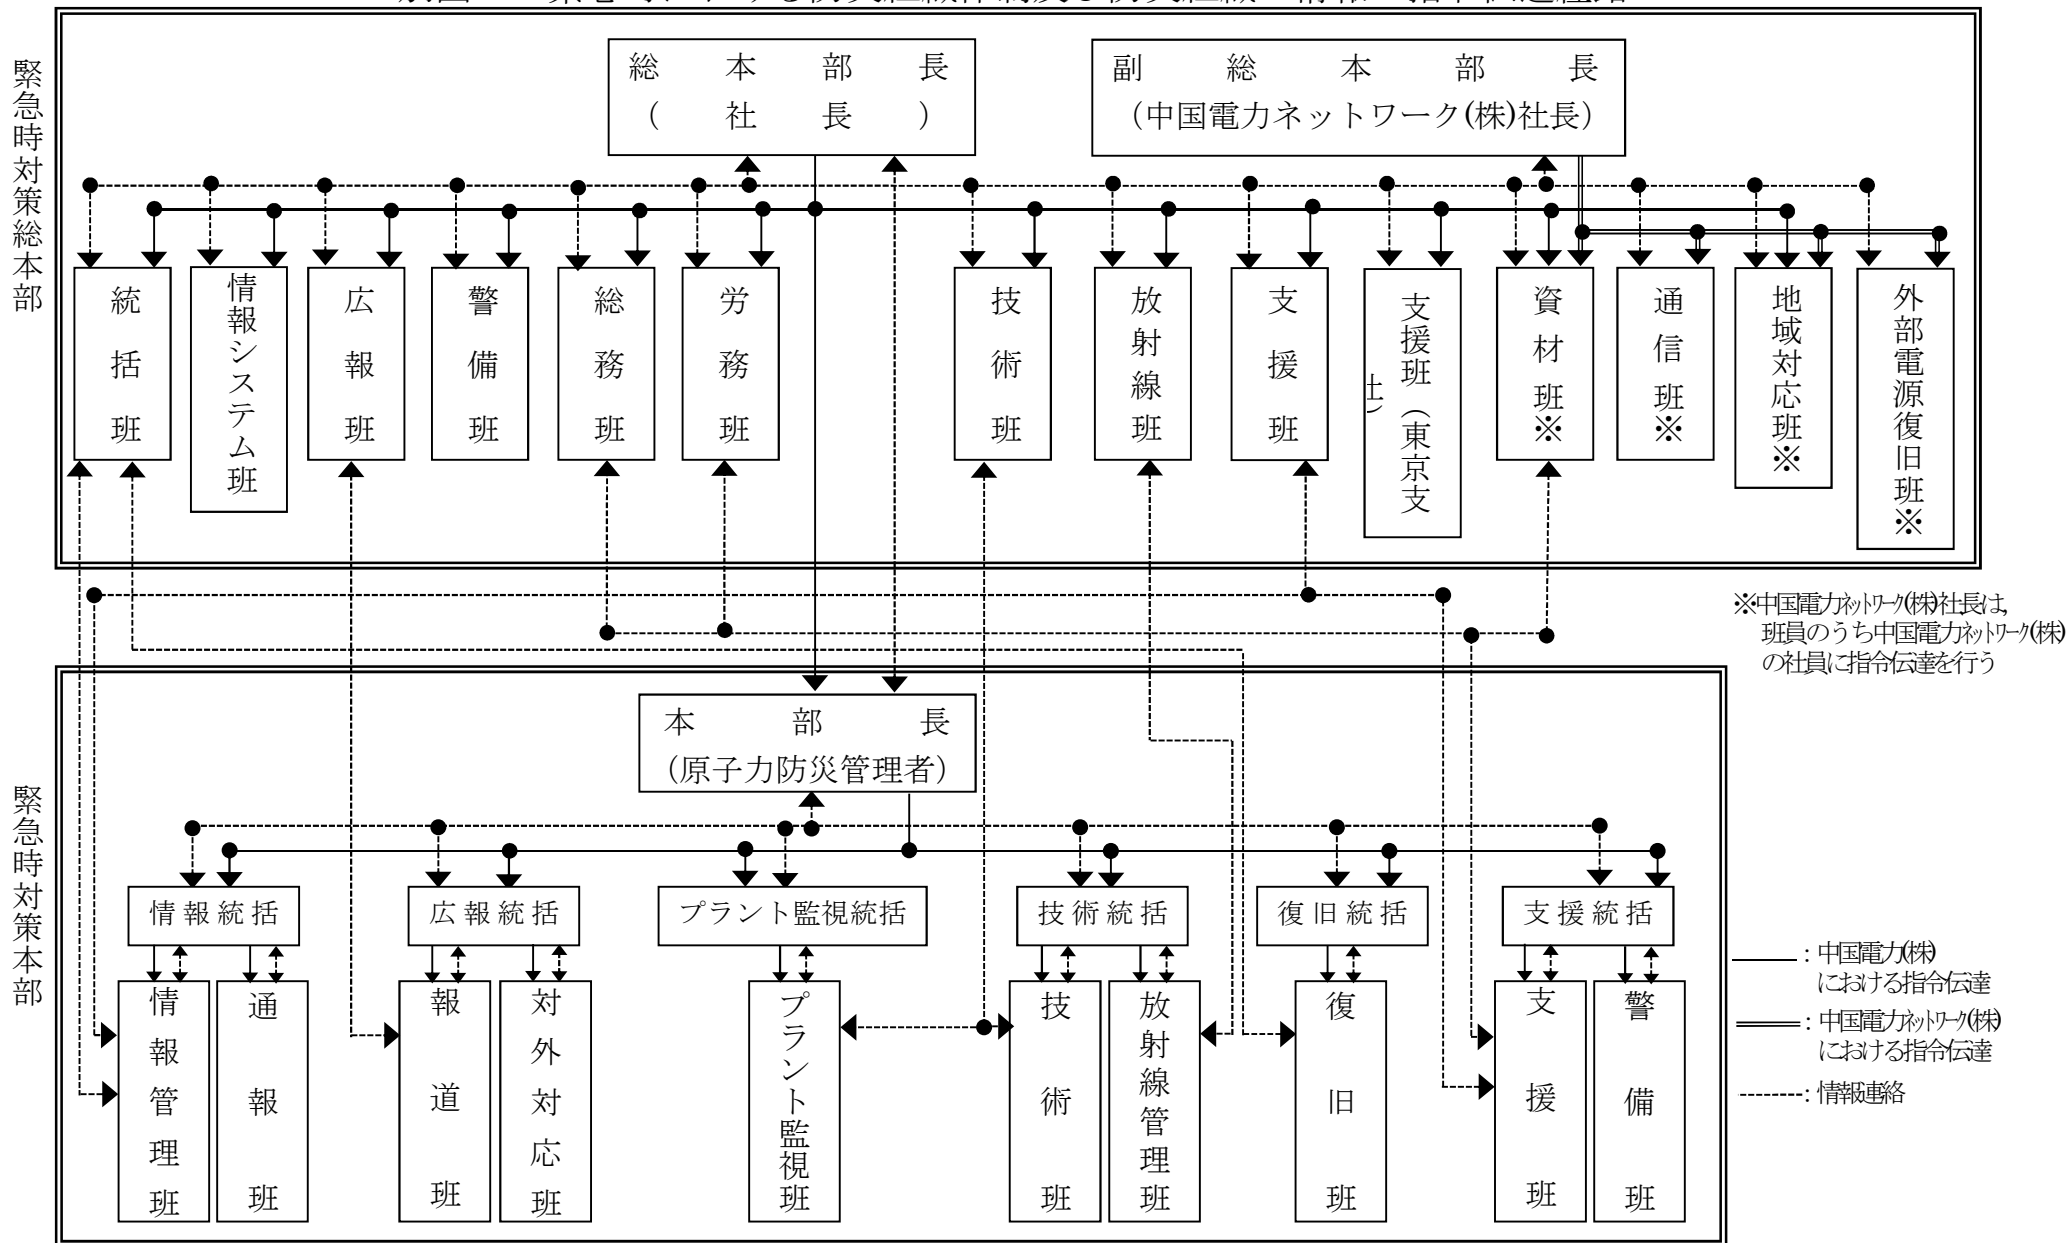 緊急時対策総本部
総本部長
(社長)
副総本部長
(中国電力ネットワーク(株)社長)
統括班
情報システム班
広報班
警備班
総務班
労務班
技術班
放射線班
支援班
支援班(東京支
社)
資材班※
通信班※
地域対応班※
外部電源復旧班※
※中国電力ネットワーク(株)社長は,
班員のうち中国電力ネットワーク(株)
の社員に指令伝達を行う
緊急時対策本部
本部長
(原子力防災管理者)
情報統括
広報統括
プラント監視統括
技術統括
復旧統括
支援統括
情報管理班
通報班
報道班
対外対応班
プラント監視班
技術班
放射線管理班
復旧班
支援班
警備班
:中国電力(株)
における指令伝達
:中国電力ネットワーク(株)
における指令伝達
:情報連絡